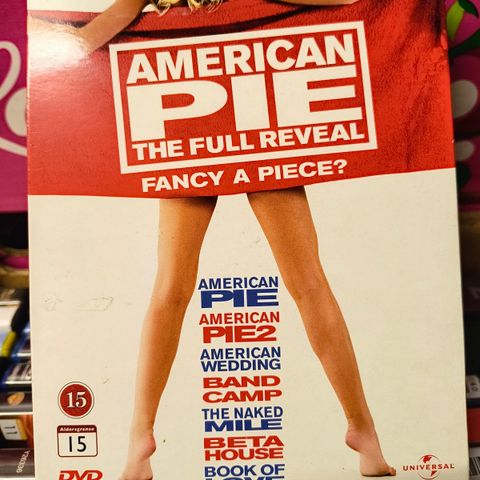 AMERICAN
PIE
THE FULL REVEAL
FANCY A PIECE?
AMERICAN
PIE
AMERICAN
PIE2
AMERICAN
WEDDING
BAND
CAMP
THE NAKED
MILE
BETA
HOUSE
BOOK OF
LOVE
15
Aldersgrense
15
DVD
UNIVERSAL